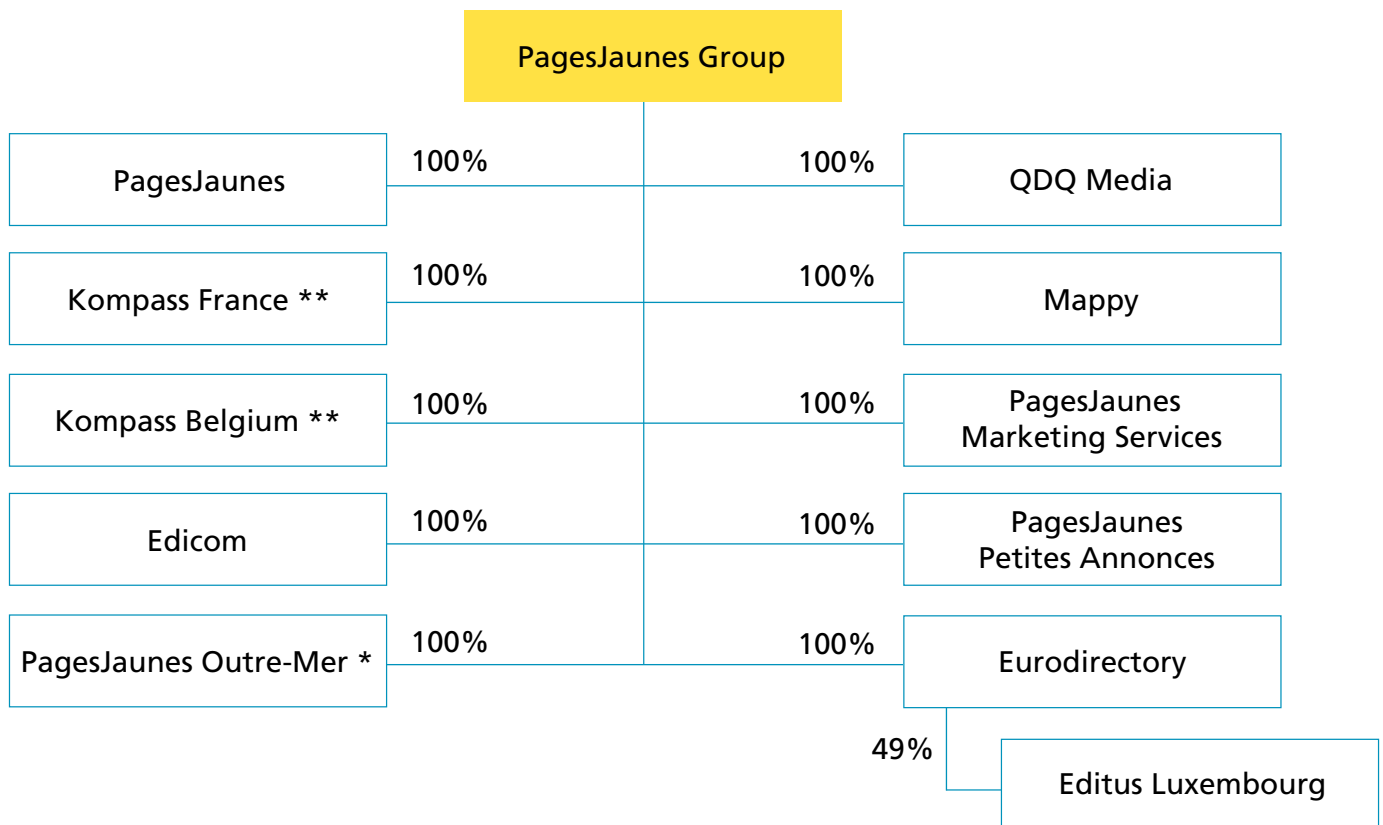 PagesJaunes Group
PagesJaunes
100%
100%
QDQ Media
Kompass France **
100%
100%
Mappy
Kompass Belgium **
100%
100%
PagesJaunes
Marketing Services
Edicom
100%
100%
PagesJaunes
Petites Annonces
PagesJaunes Outre-Mer *
100%
100%
Eurodirectory
49%
Editus Luxembourg